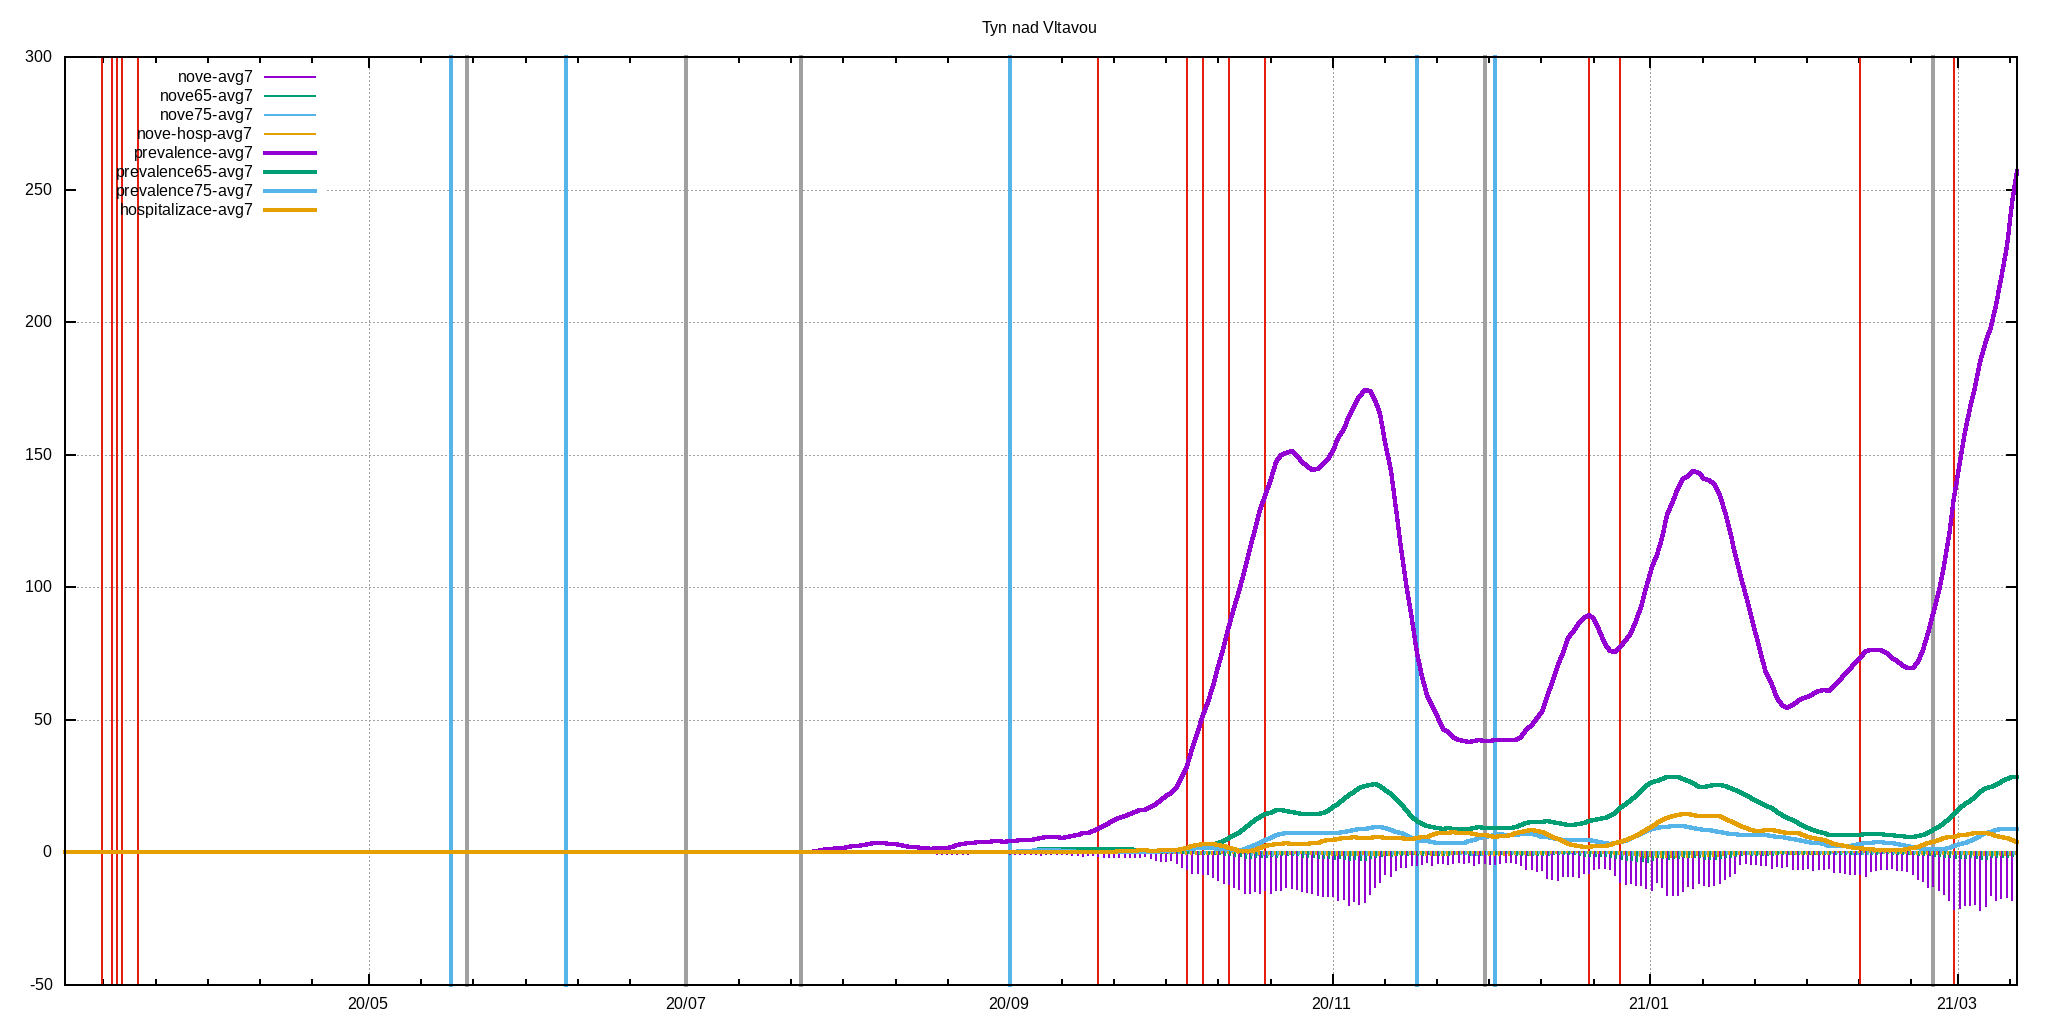 Tyn nad Vltavou
300
250
200
150
100
50
0
-50
nove-avg7
nove65-avg7
nove75-avg7
nove-hosp-avg7
prevalence-avg7
prevalence65-avg7
prevalence75-avg7
hospitalizace-avg7
20/05 20/07 20/09 20/11 21/01 21/03